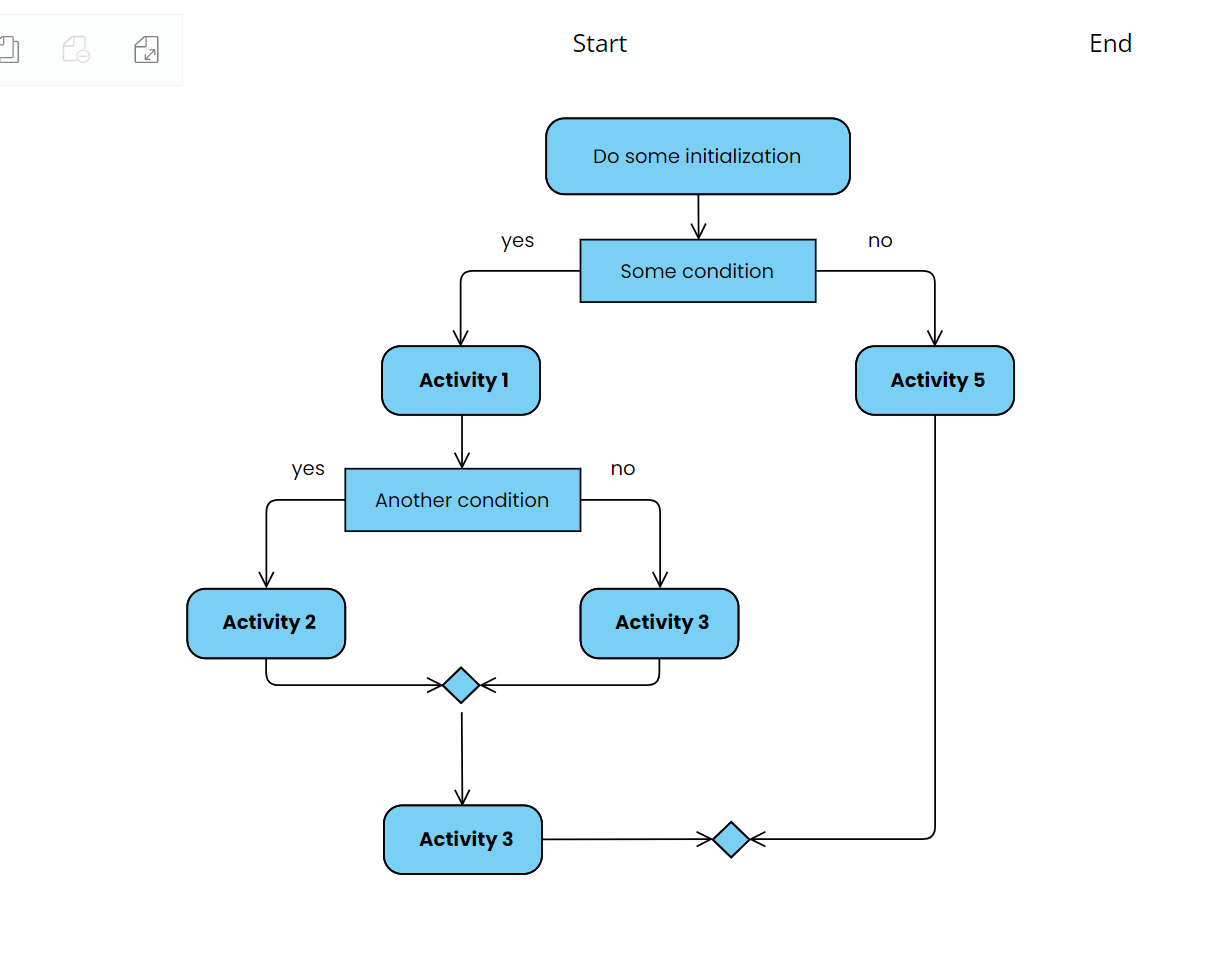 Start
End
Do some initialization
yes
no
Some condition
Activity 1
Activity 5
yes
no
Another condition
Activity 2
Activity 3
Activity 3